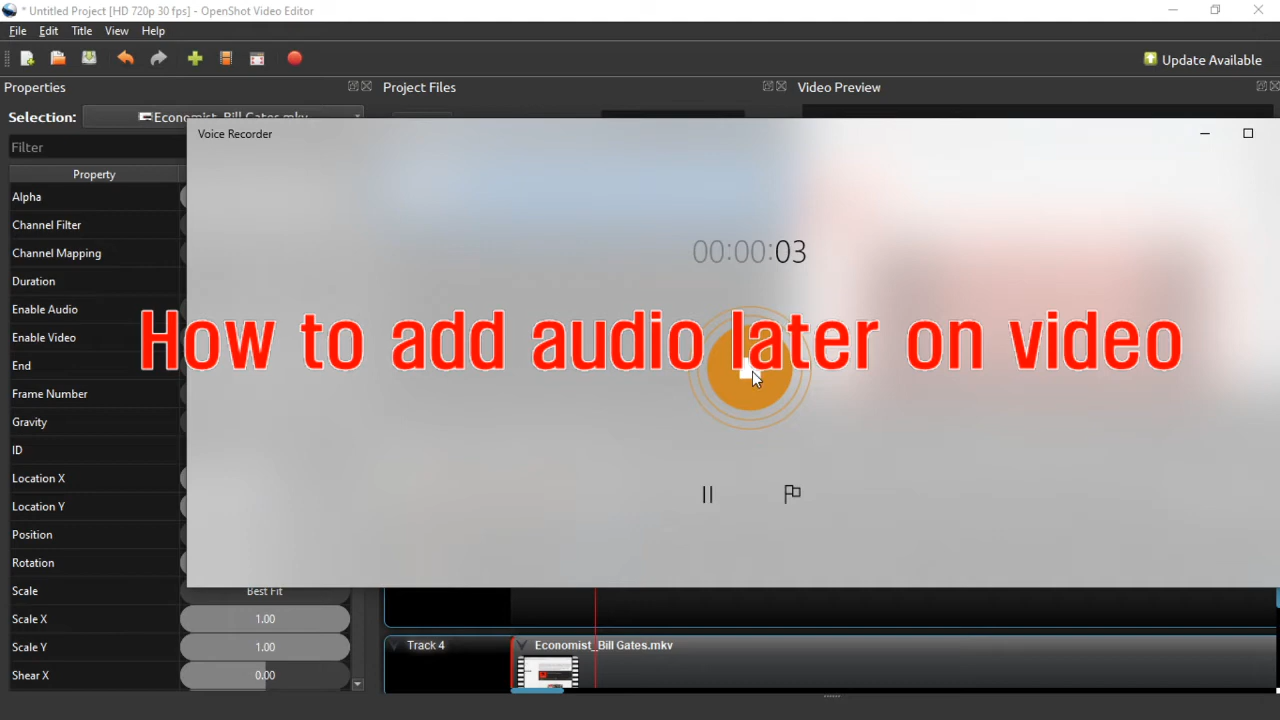 * Untitled Project [HD 720p 30 fps] - OpenShot Video Editor
File Edit Title View Help
Update Available
Properties
Project Files
Video Preview
Selection: Economist_Bill Gates.mkv
Filter
Voice Recorder
Property
Alpha
Channel Filter
Channel Mapping
Duration
Enable Audio
Enable Video
End
Frame Number
Gravity
ID
Location X
Location Y
Position
Rotation
Scale Best Fit
Scale X 1.00
Scale Y 1.00
Shear X 0.00
00:00:03
How to add audio later on video
Track 4
Economist_Bill Gates.mkv